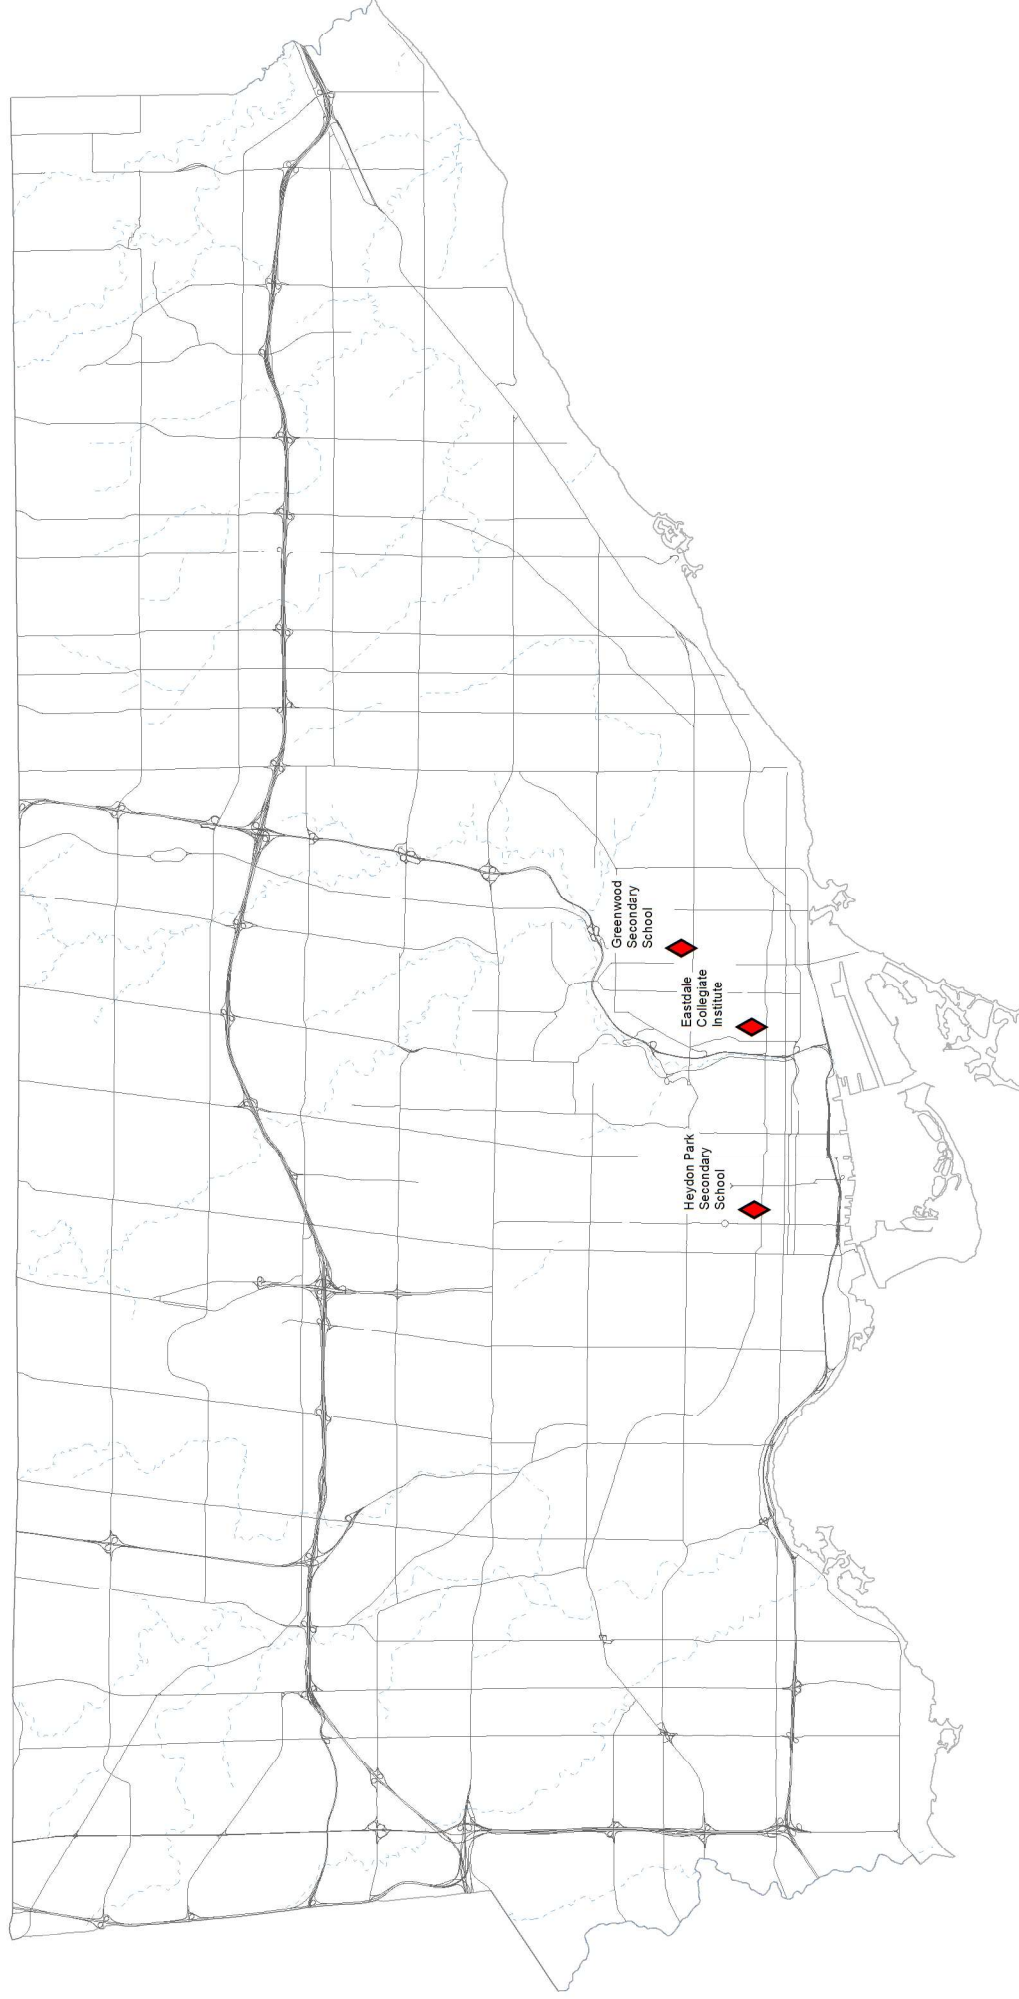 Greenwood
Secondary
School
Eastdale
Collegiate
Institute
Heydon Park
Secondary
School